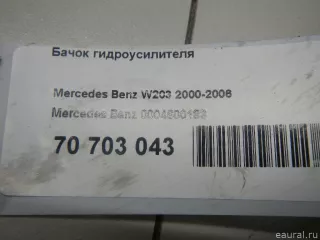 Бачок гидроусилителя
Mercedes Benz W203 2000-2006
Mercedes Benz 0004600183
70 703 043
eaural.ru